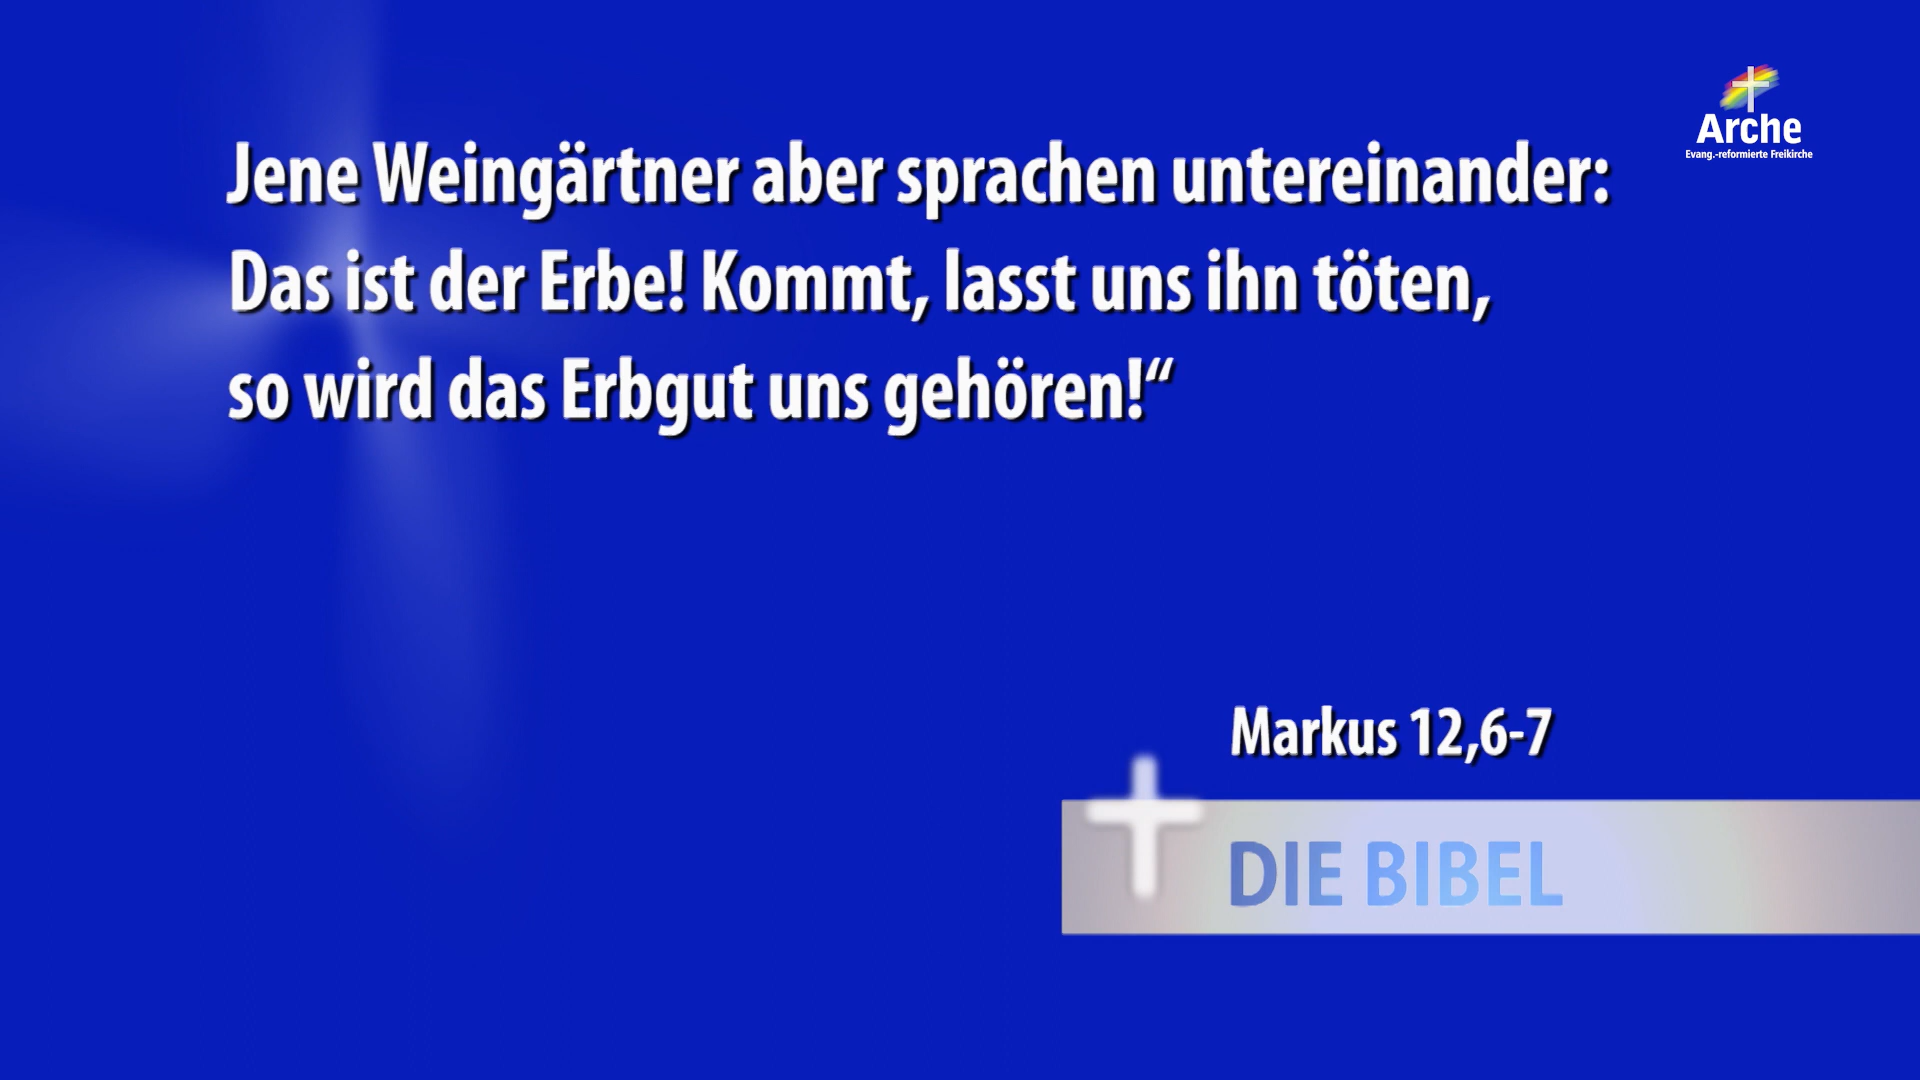 Arche
Evang.-reformierte Freikirche
Jene Weingärtner aber sprachen untereinander:
Das ist der Erbe! Kommt, lasst uns ihn töten,
so wird das Erbgut uns gehören!“
Markus 12,6-7
DIE BIBEL